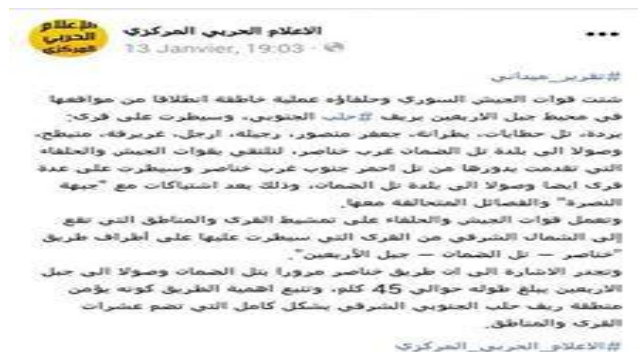 الاعلام الحربي المركزي
13 Janvier, 19:03
الإعلام
الحربي
المركزي
#تقرير_ميداني
شنت قوات الجيش السوري وحلفاؤه عملية خاطفة انطلاقا من مواقعها
في محيط جبل الاربعين بريف #حلب الجنوبي، وسيطرت على قرى:
بردة، تل حطابات، بطرانة، جعفر منصور، رجيله، ارجل، غريرفة، منبطح،
وصولا الى بلدة تل الضمان غرب خناصر، لتلتقي بقوات الجيش والحلفاء
التي تقدمت بدورها من تل احمر جنوب غرب خناصر وسيطرت على عدة
قرى ايضا وصولا الى بلدة تل الضمان، وذلك بعد اشتباكات مع "جبهة
النصرة" والفصائل المتحالفة معها.
وتعمل قوات الجيش والحلفاء على تمشيط القرى والمناطق التي تقع
إلى الشمال الشرقي من القرى التي سيطرت عليها على أطراف طريق
"خناصر – تل الضمان – جبل الأربعين".
وتجدر الاشارة الى ان طريق خناصر مرورا بتل الضمان وصولا الى جبل
الاربعين يبلغ طوله حوالي 45 كلم، وتنبع اهمية الطريق كونه يؤمن
منطقة ريف حلب الجنوبي الشرقي بشكل كامل التي تضم عشرات
القرى والمناطق.
#الاعلام_الحربي_المركزي